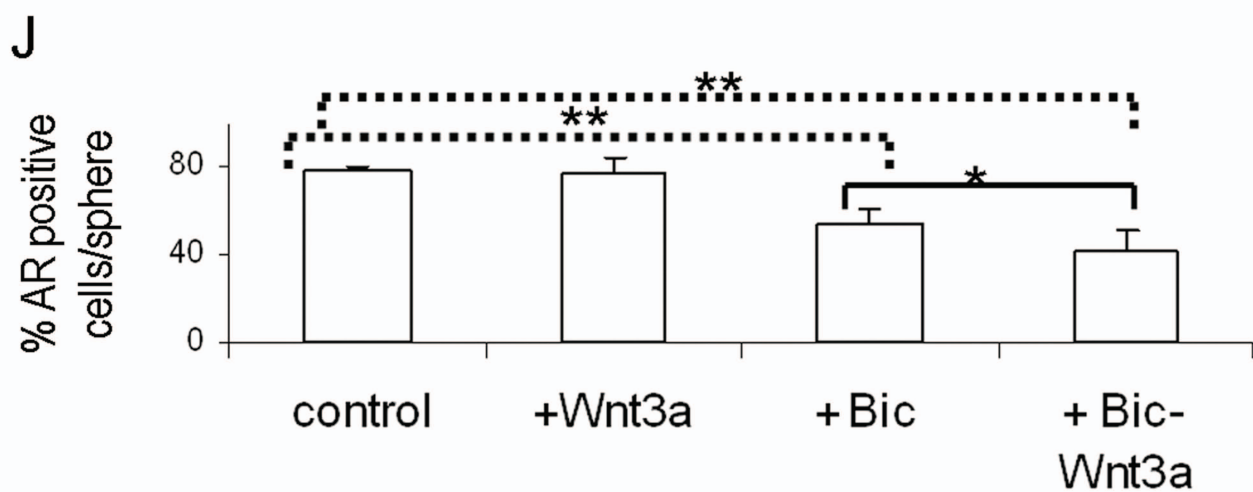 J
**
**
*
% AR positive
cells/sphere
80
40
0
control
+Wnt3a
+Bic
+ Bic-
Wnt3a